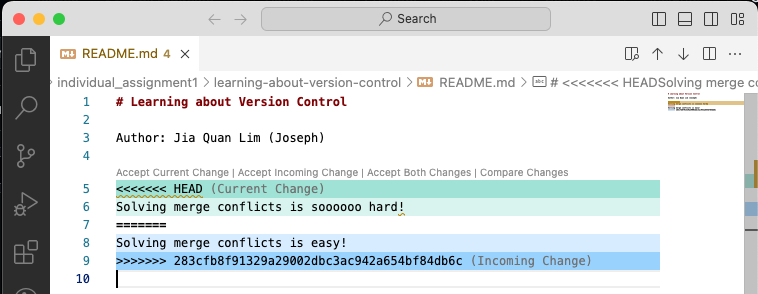 Search
README.md 4
individual_assignment1 > learning-about-version-control > README.md > abc # <<<<<<< HEADSolving merge co
1 # Learning about Version Control
2
3 Author: Jia Quan Lim (Joseph)
4
Accept Current Change | Accept Incoming Change | Accept Both Changes | Compare Changes
5 <<<<<<< HEAD (Current Change)
6 Solving merge conflicts is soooooo hard!
7 =======
8 Solving merge conflicts is easy!
9 >>>>>>> 283cfb8f91329a29002dbc3ac942a654bf84db6c (Incoming Change)
10